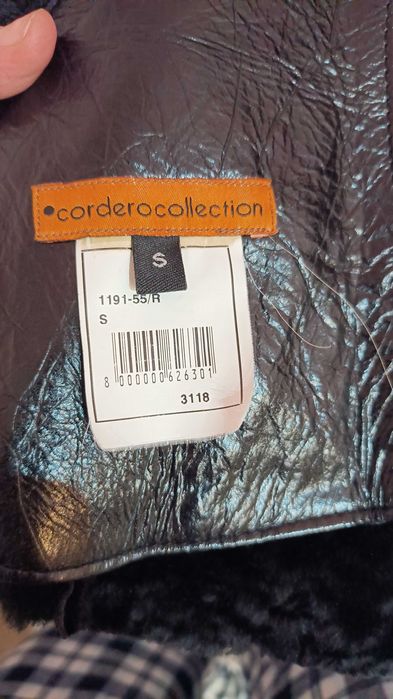 •corderocollection
S
1191-55/R
S
8 000000 626301
3118